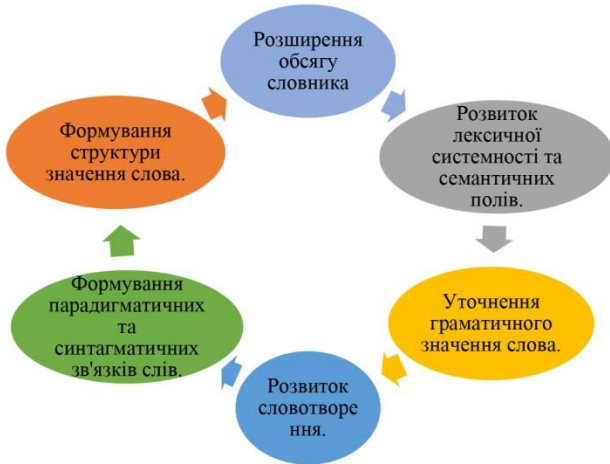 Розширення
обсягу
словника
Розвиток
лексичної
системності та
семантичних
полів.
Уточнення
граматичного
значення слова.
Розвиток
словотворе
ння.
Формування
парадигматичних
та
синтагматичних
зв'язків слів.
Формування
структури
значення слова.